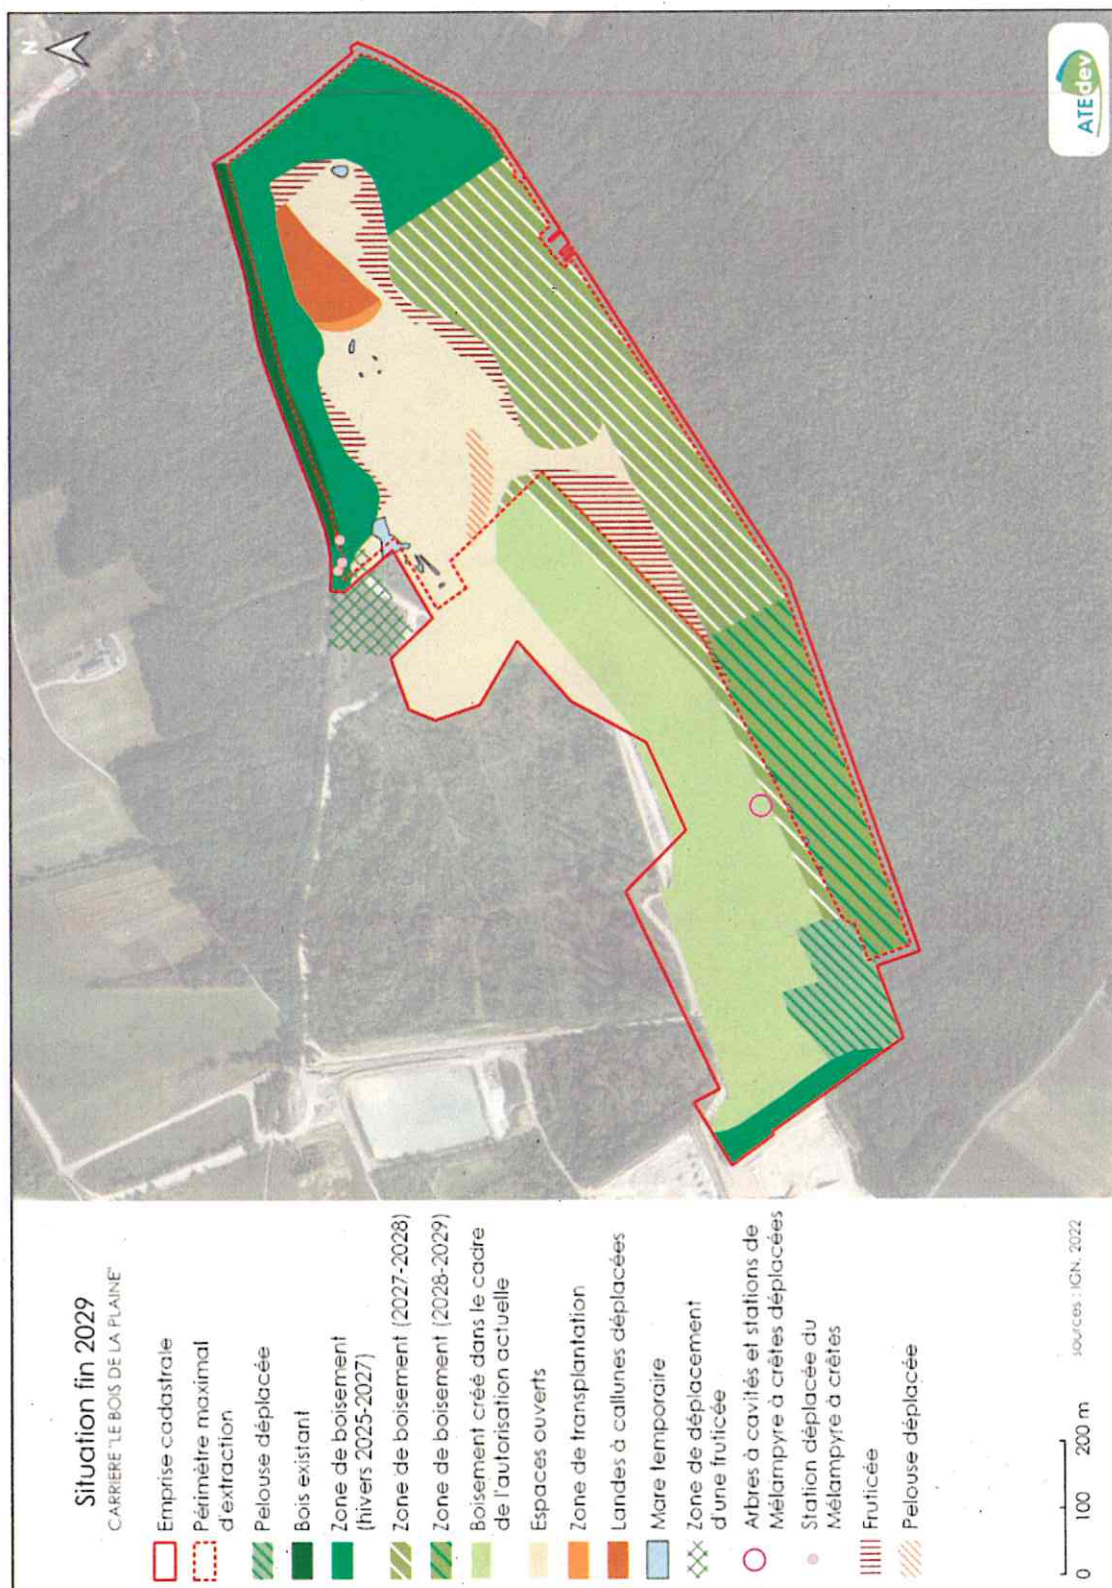 Situation fin 2029
CARRIERE "LE BOIS DE LA PLAINE"
Emprise cadastrale
Périmètre maximal
d'extraction
Pelouse déplacée
Bois existant
Zone de boisement
(hivers 2025-2027)
Zone de boisement (2027-2028)
Zone de boisement (2028-2029)
Boisement créé dans le cadre
de l'autorisation actuelle
Espaces ouverts
Zone de transplantation
Landes à callunes déplacées
Mare temporaire
Zone de déplacement
d'une fruticée
Arbres à cavités et stations de
Mélampyre à crêtes déplacées
Station déplacée du
Mélampyre à crêtes
Fruticée
Pelouse déplacée
0 100 200 m
sources : IGN, 2022
N
ATEdev